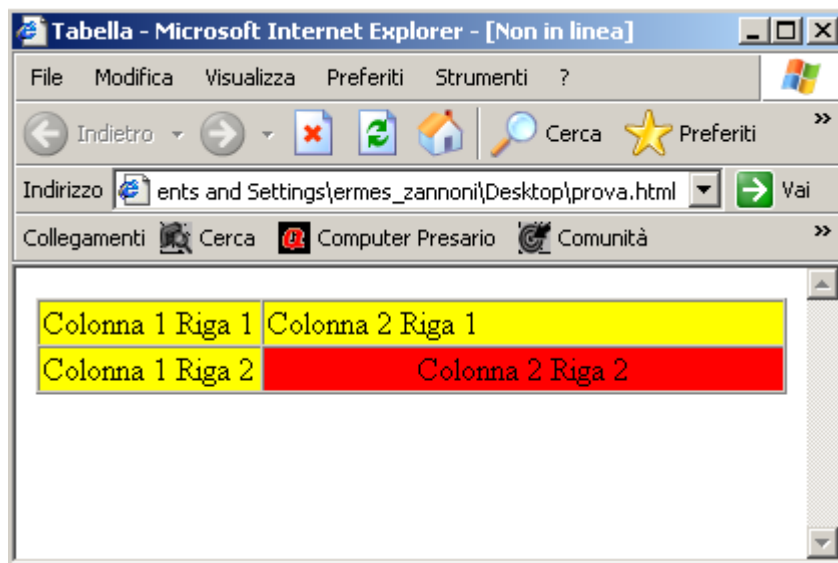 Tabella - Microsoft Internet Explorer - [Non in linea]
File Modifica Visualizza Preferiti Strumenti ?
Indietro Cerca Preferiti »
Indirizzo ents and Settings\ermes_zannoni\Desktop\prova.html Vai
Collegamenti Cerca Computer Presario Comunità »
Colonna 1 Riga 1 Colonna 2 Riga 1
Colonna 1 Riga 2 Colonna 2 Riga 2